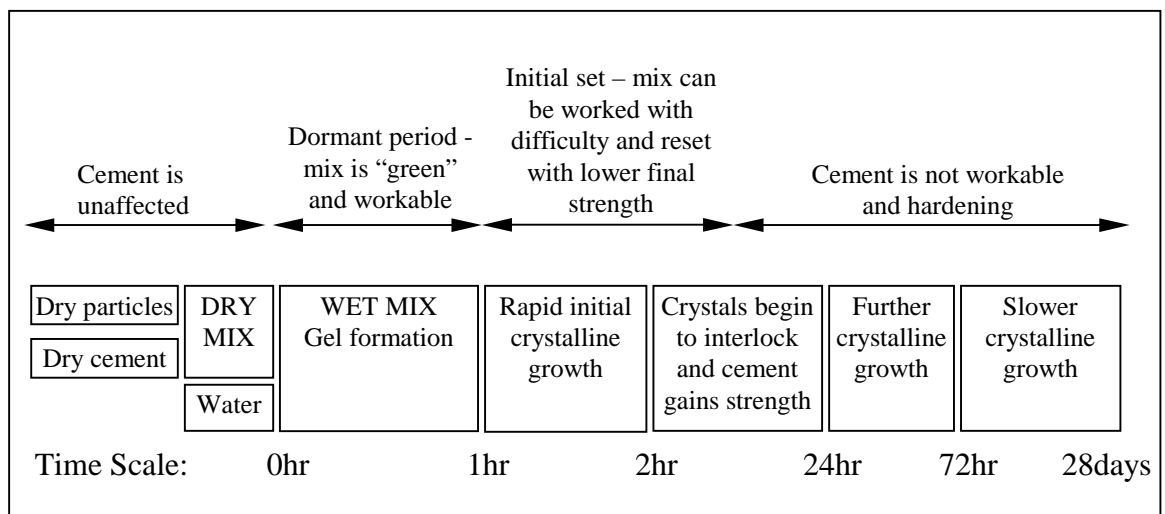 Cement is
unaffected
Dormant period -
mix is “green”
and workable
Initial set – mix can
be worked with
difficulty and reset
with lower final
strength
Cement is not workable
and hardening
Dry particles
Dry cement
DRY
MIX
Water
WET MIX
Gel formation
Rapid initial
crystalline
growth
Crystals begin
to interlock
and cement
gains strength
Further
crystalline
growth
Slower
crystalline
growth
Time Scale: 0hr 1hr 2hr 24hr 72hr 28days